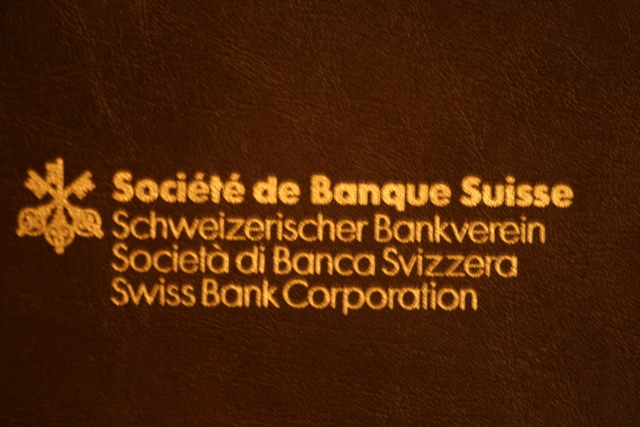 Société de Banque Suisse
Schweizerischer Bankverein
Società di Banca Svizzera
Swiss Bank Corporation